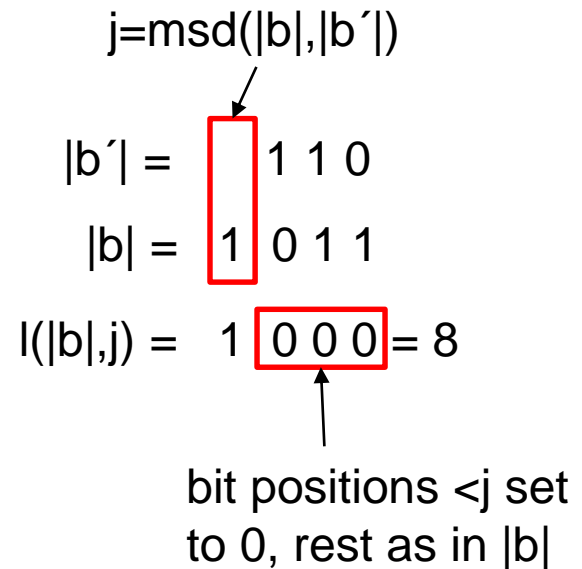 j=msd(|b|,|b´|)
|b´| = 1 1 0
|b| = 1 0 1 1
l(|b|,j) = 1 0 0 0 = 8
bit positions <j set
to 0, rest as in |b|